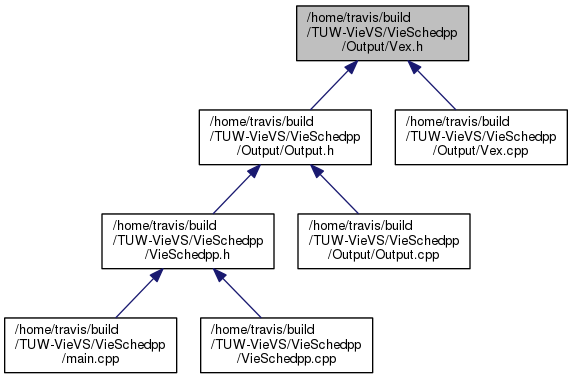 /home/travis/build
/TUW-VieVS/VieSchedpp
/Output/Vex.h
/home/travis/build
/TUW-VieVS/VieSchedpp
/Output/Output.h
/home/travis/build
/TUW-VieVS/VieSchedpp
/Output/Vex.cpp
/home/travis/build
/TUW-VieVS/VieSchedpp
/VieSchedpp.h
/home/travis/build
/TUW-VieVS/VieSchedpp
/Output/Output.cpp
/home/travis/build
/TUW-VieVS/VieSchedpp
/main.cpp
/home/travis/build
/TUW-VieVS/VieSchedpp
/VieSchedpp.cpp